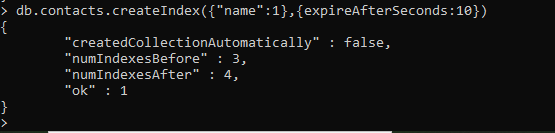 > db.contacts.createIndex({"name":1},{expireAfterSeconds:10})
{
"createdCollectionAutomatically" : false,
"numIndexesBefore" : 3,
"numIndexesAfter" : 4,
"ok" : 1
}
>